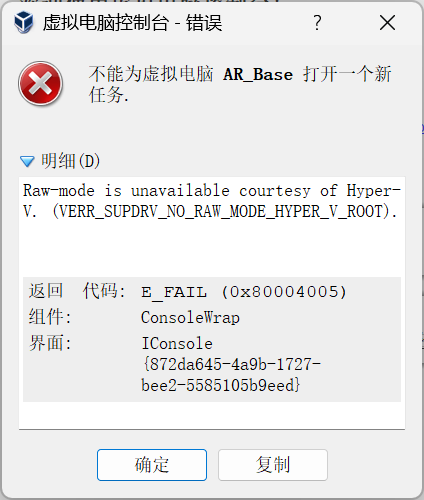 虚拟电脑控制台 - 错误
?
不能为虚拟电脑 AR_Base 打开一个新
任务.
明细(D)
Raw-mode is unavailable courtesy of Hyper-
V. (VERR_SUPDRV_NO_RAW_MODE_HYPER_V_ROOT).
返回 代码: E_FAIL (0x80004005)
组件: ConsoleWrap
界面: IConsole
{872da645-4a9b-1727-
bee2-5585105b9eed}
确定 复制